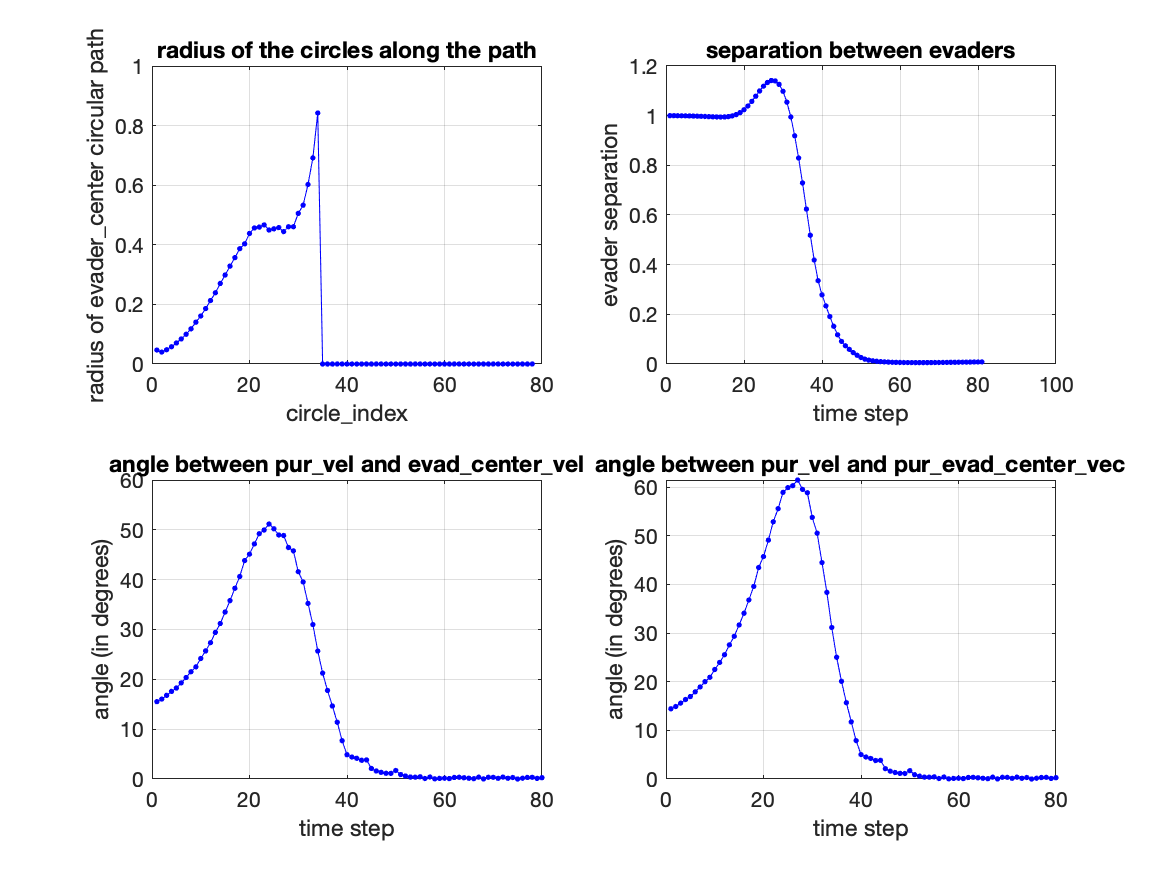 radius of the circles along the path
radius of evader_center circular path
1
0.8
0.6
0.4
0.2
0
0 20 40 60 80
circle_index
separation between evaders
evader separation
1.2
1
0.8
0.6
0.4
0.2
0
0 20 40 60 80 100
time step
angle between pur_vel and evad_center_vel
angle (in degrees)
60
50
40
30
20
10
0
0 20 40 60 80
time step
angle between pur_vel and pur_evad_center_vec
angle (in degrees)
60
50
40
30
20
10
0
0 20 40 60 80
time step